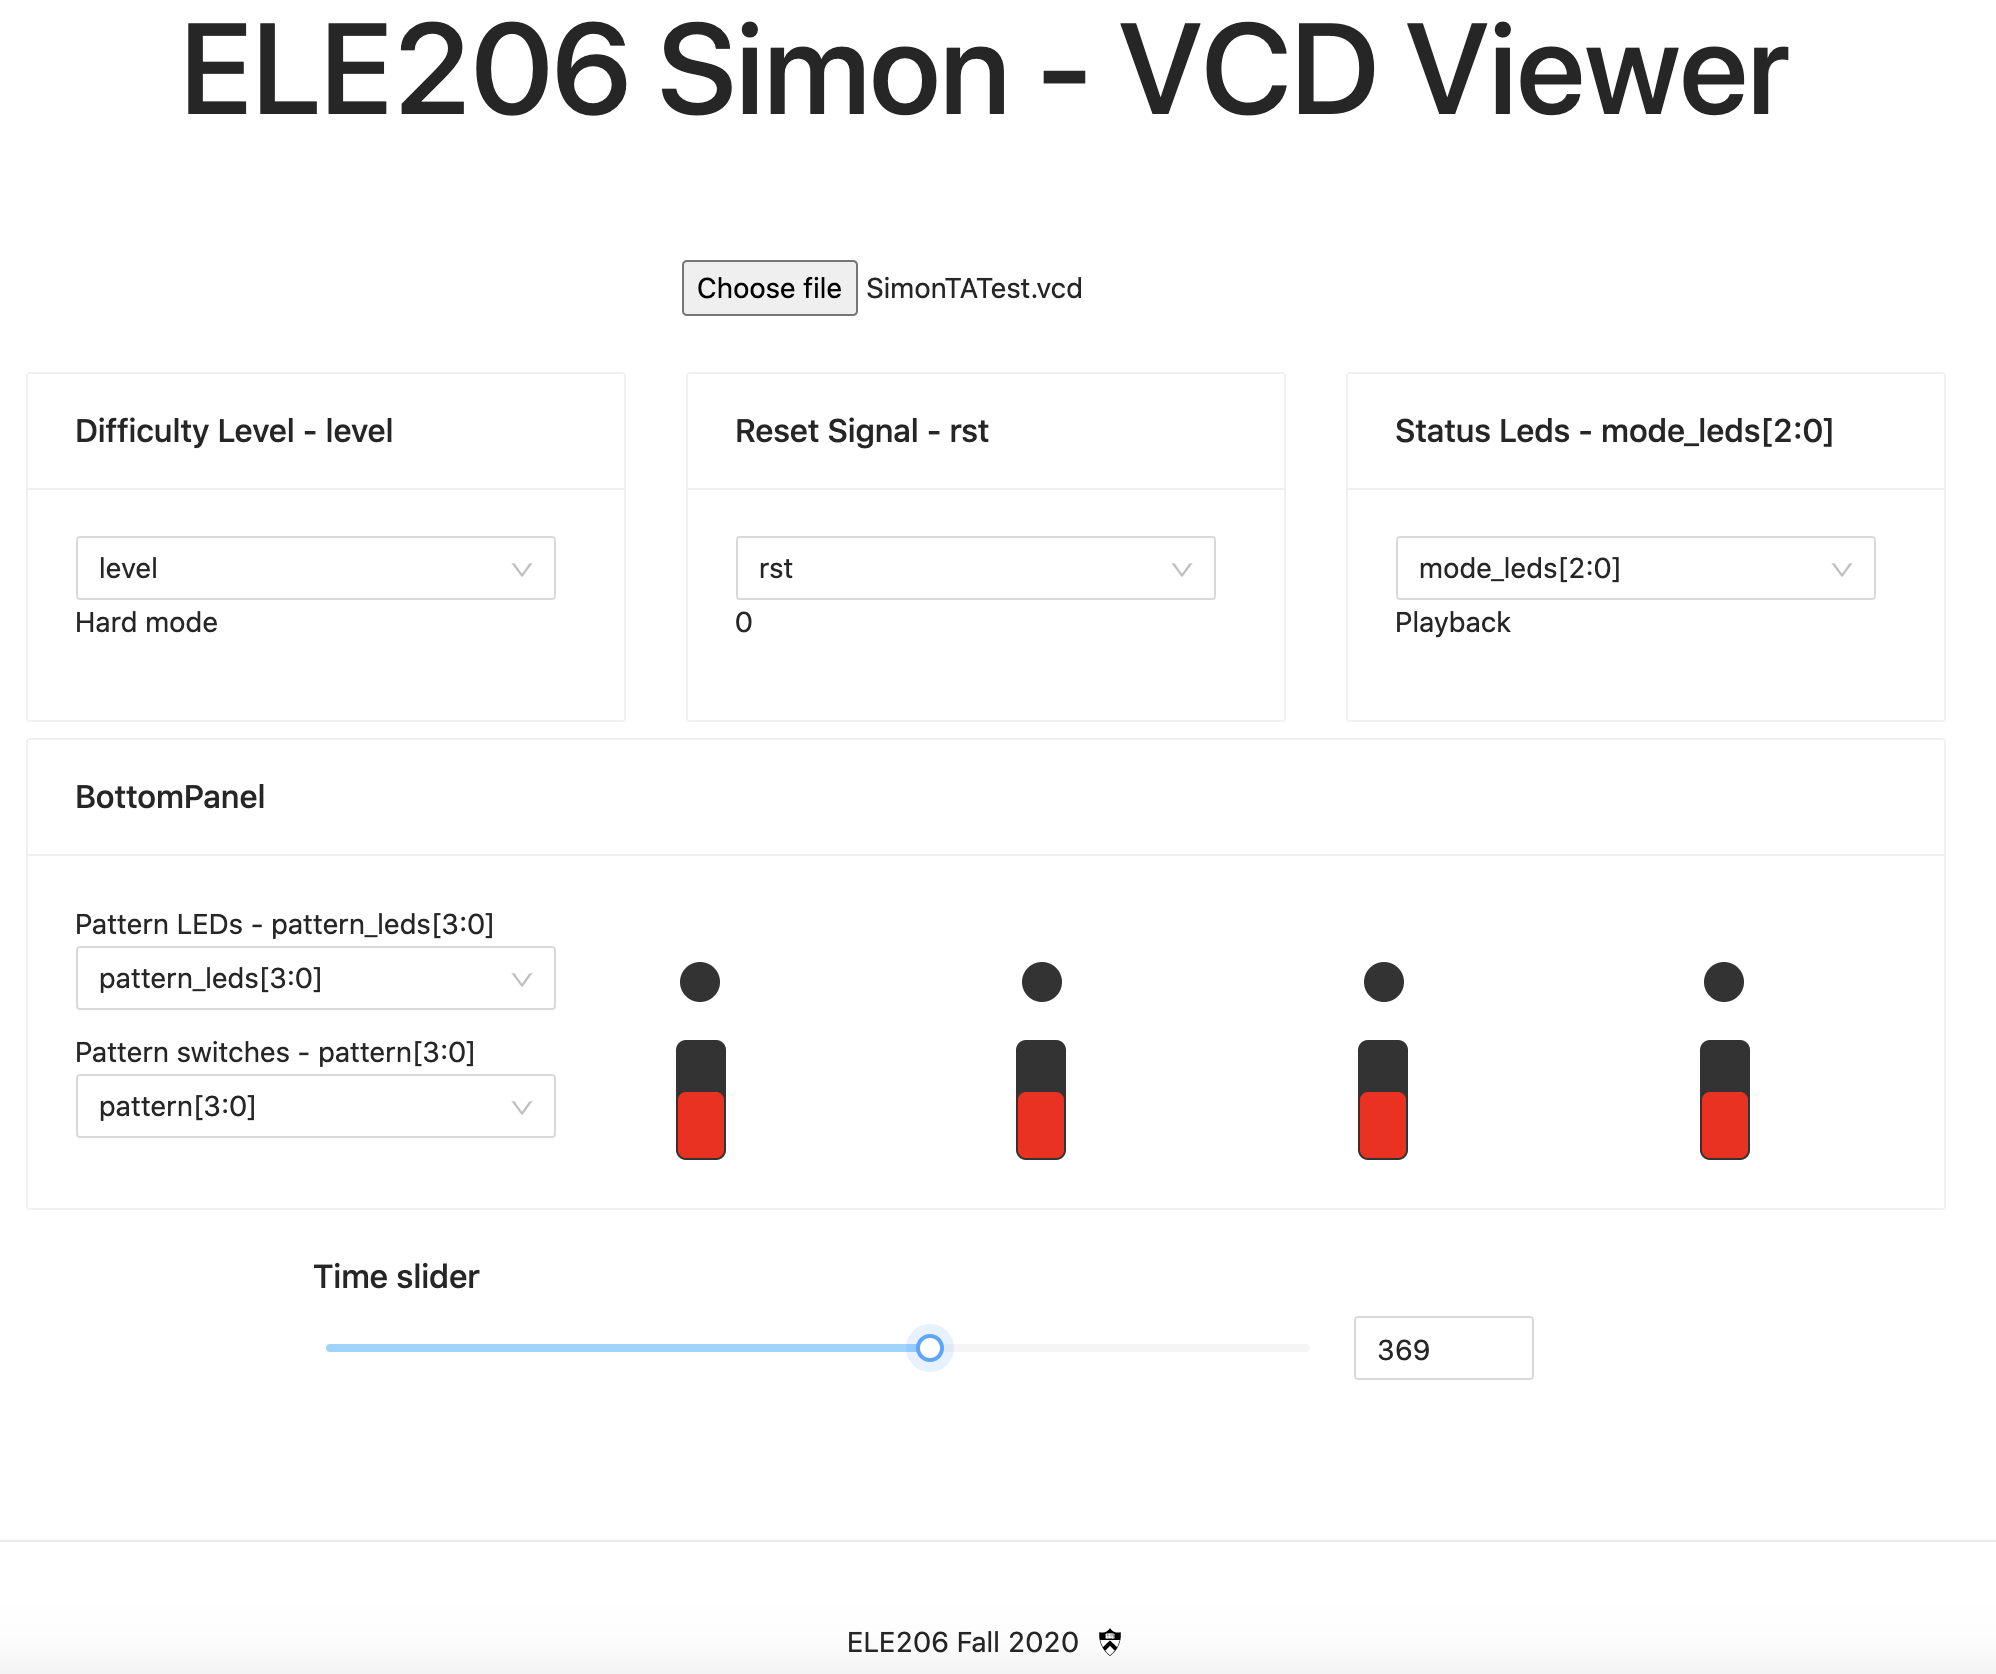 ELE206 Simon - VCD Viewer
Choose file SimonTATest.vcd
Difficulty Level - level
level
Hard mode
Reset Signal - rst
rst
0
Status Leds - mode_leds[2:0]
mode_leds[2:0]
Playback
BottomPanel
Pattern LEDs - pattern_leds[3:0]
pattern_leds[3:0]
Pattern switches - pattern[3:0]
pattern[3:0]
Time slider
369
ELE206 Fall 2020